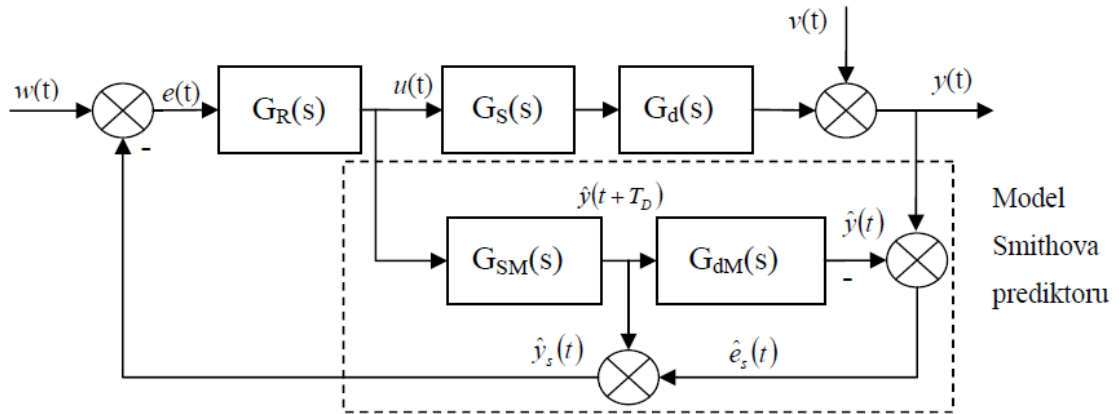 v(t)
w(t)
e(t)
G_R(s)
u(t)
G_S(s)
G_d(s)
y(t)
-
ŷ(t + T_D)
G_SM(s)
G_dM(s)
ŷ(t)
-
Model
Smithova
prediktoru
ŷ_s(t)
ê_s(t)